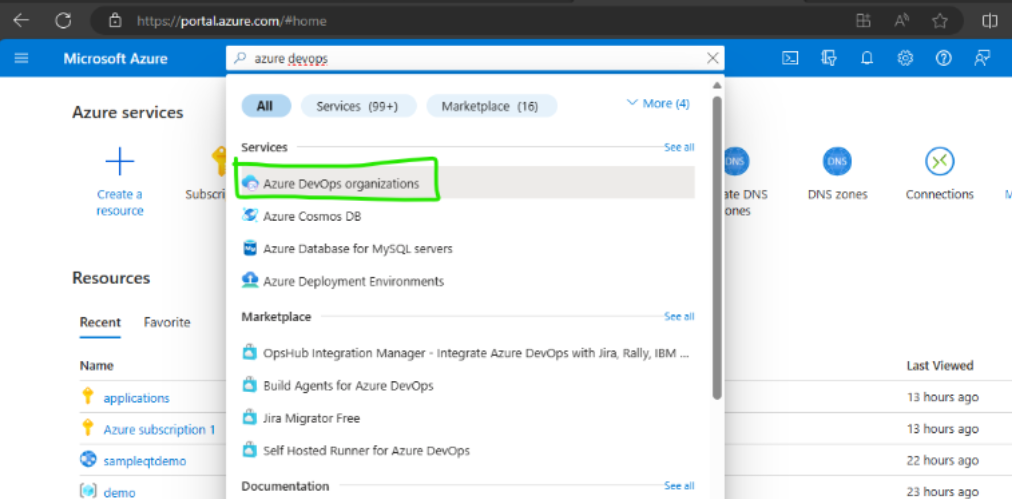 https://portal.azure.com/#home
Microsoft Azure
azure devops
All Services (99+) Marketplace (16) More (4)
Azure services
Services See all
Azure DevOps organizations
Azure Cosmos DB
Azure Database for MySQL servers
Azure Deployment Environments
Create a
resource
DNS
DNS
DNS zones
Connections
Resources
Recent Favorite
Marketplace See all
OpsHub Integration Manager - Integrate Azure DevOps with Jira, Rally, IBM ...
Build Agents for Azure DevOps
Jira Migrator Free
Self Hosted Runner for Azure DevOps
Documentation See all
Name Last Viewed
applications 13 hours ago
Azure subscription 1 13 hours ago
sampleqtdemo 22 hours ago
demo 23 hours ago